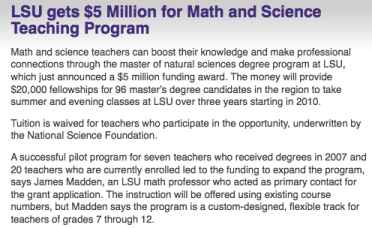 LSU gets $5 Million for Math and Science
Teaching Program
Math and science teachers can boost their knowledge and make professional
connections through the master of natural sciences degree program at LSU,
which just announced a $5 million funding award. The money will provide
$20,000 fellowships for 96 master's degree candidates in the region to take
summer and evening classes at LSU over three years starting in 2010.
Tuition is waived for teachers who participate in the opportunity, underwritten by
the National Science Foundation.
A successful pilot program for seven teachers who received degrees in 2007 and
20 teachers who are currently enrolled led to the funding to expand the program,
says James Madden, an LSU math professor who acted as primary contact for
the grant application. The instruction will be offered using existing course
numbers, but Madden says the program is a custom-designed, flexible track for
teachers of grades 7 through 12.